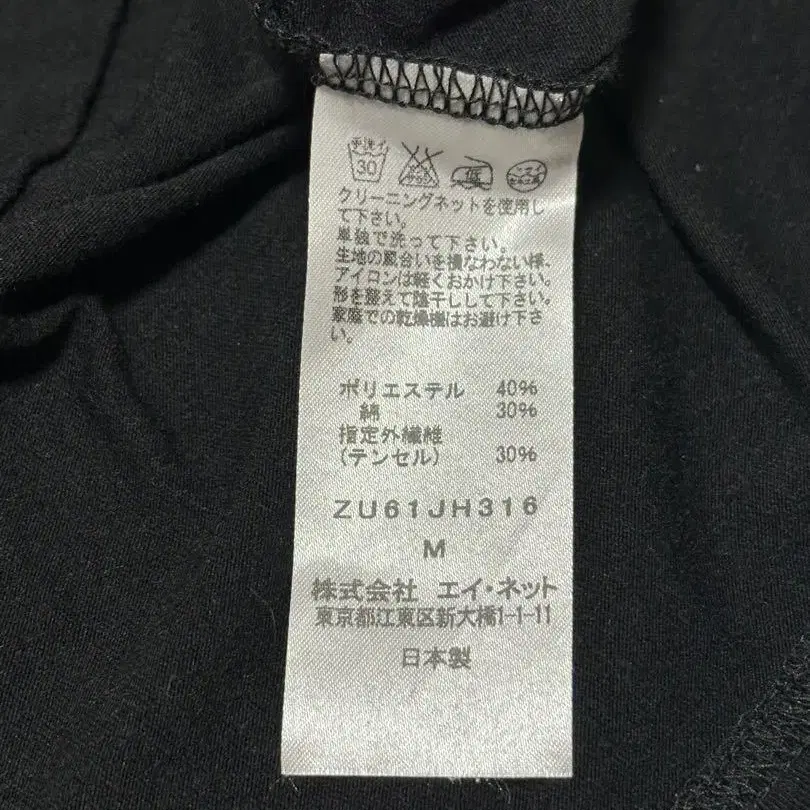 手洗イ
30
低
クリーニングネットを使用し
て下さい。
単独で洗って下さい。
生地の風合いを損なわない様、
アイロンは軽くおかけ下さい。
形を整えて陰干しして下さい。
家庭での乾燥機はお避け下さ
い。
ポリエステル 40%
綿 30%
指定外繊維
(テンセル) 30%
ZU61JH316
M
株式会社 エイ・ネット
東京都江東区新大橋1-1-11
日本製